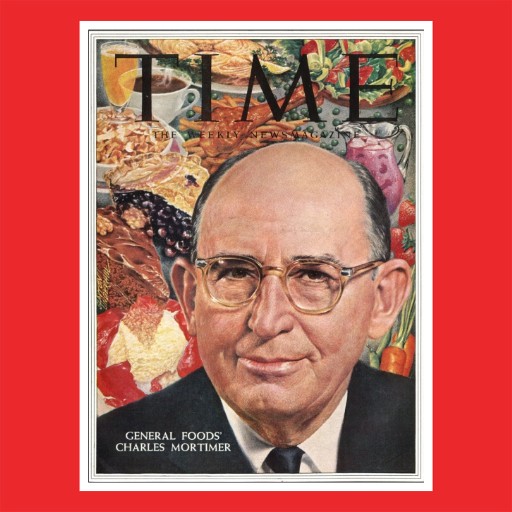 TIME
THE WEEKLY NEWSMAGAZINE
GENERAL FOODS'
CHARLES MORTIMER